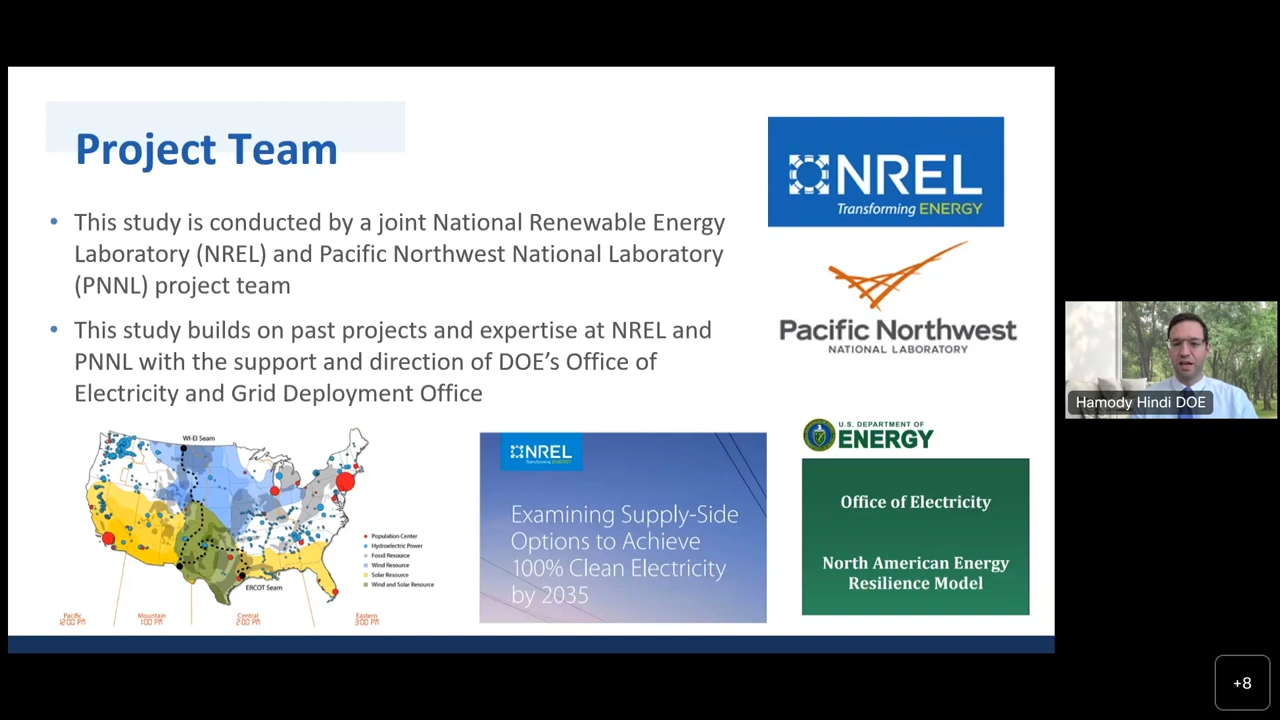 Project Team
• This study is conducted by a joint National Renewable Energy
Laboratory (NREL) and Pacific Northwest National Laboratory
(PNNL) project team
• This study builds on past projects and expertise at NREL and
PNNL with the support and direction of DOE’s Office of
Electricity and Grid Deployment Office
NREL
Transforming ENERGY
Pacific Northwest
NATIONAL LABORATORY
WI-EI Seam
ERCOT Seam
Population Center
Hydroelectric Power
Fossil Resource
Wind Resource
Solar Resource
Wind and Solar Resource
Pacific
12:00 PM
Mountain
1:00 PM
Central
2:00 PM
Eastern
3:00 PM
NREL
Transforming ENERGY
Examining Supply-Side
Options to Achieve
100% Clean Electricity
by 2035
U.S. DEPARTMENT OF
ENERGY
Office of Electricity
North American Energy
Resilience Model
Hamody Hindi DOE
+8